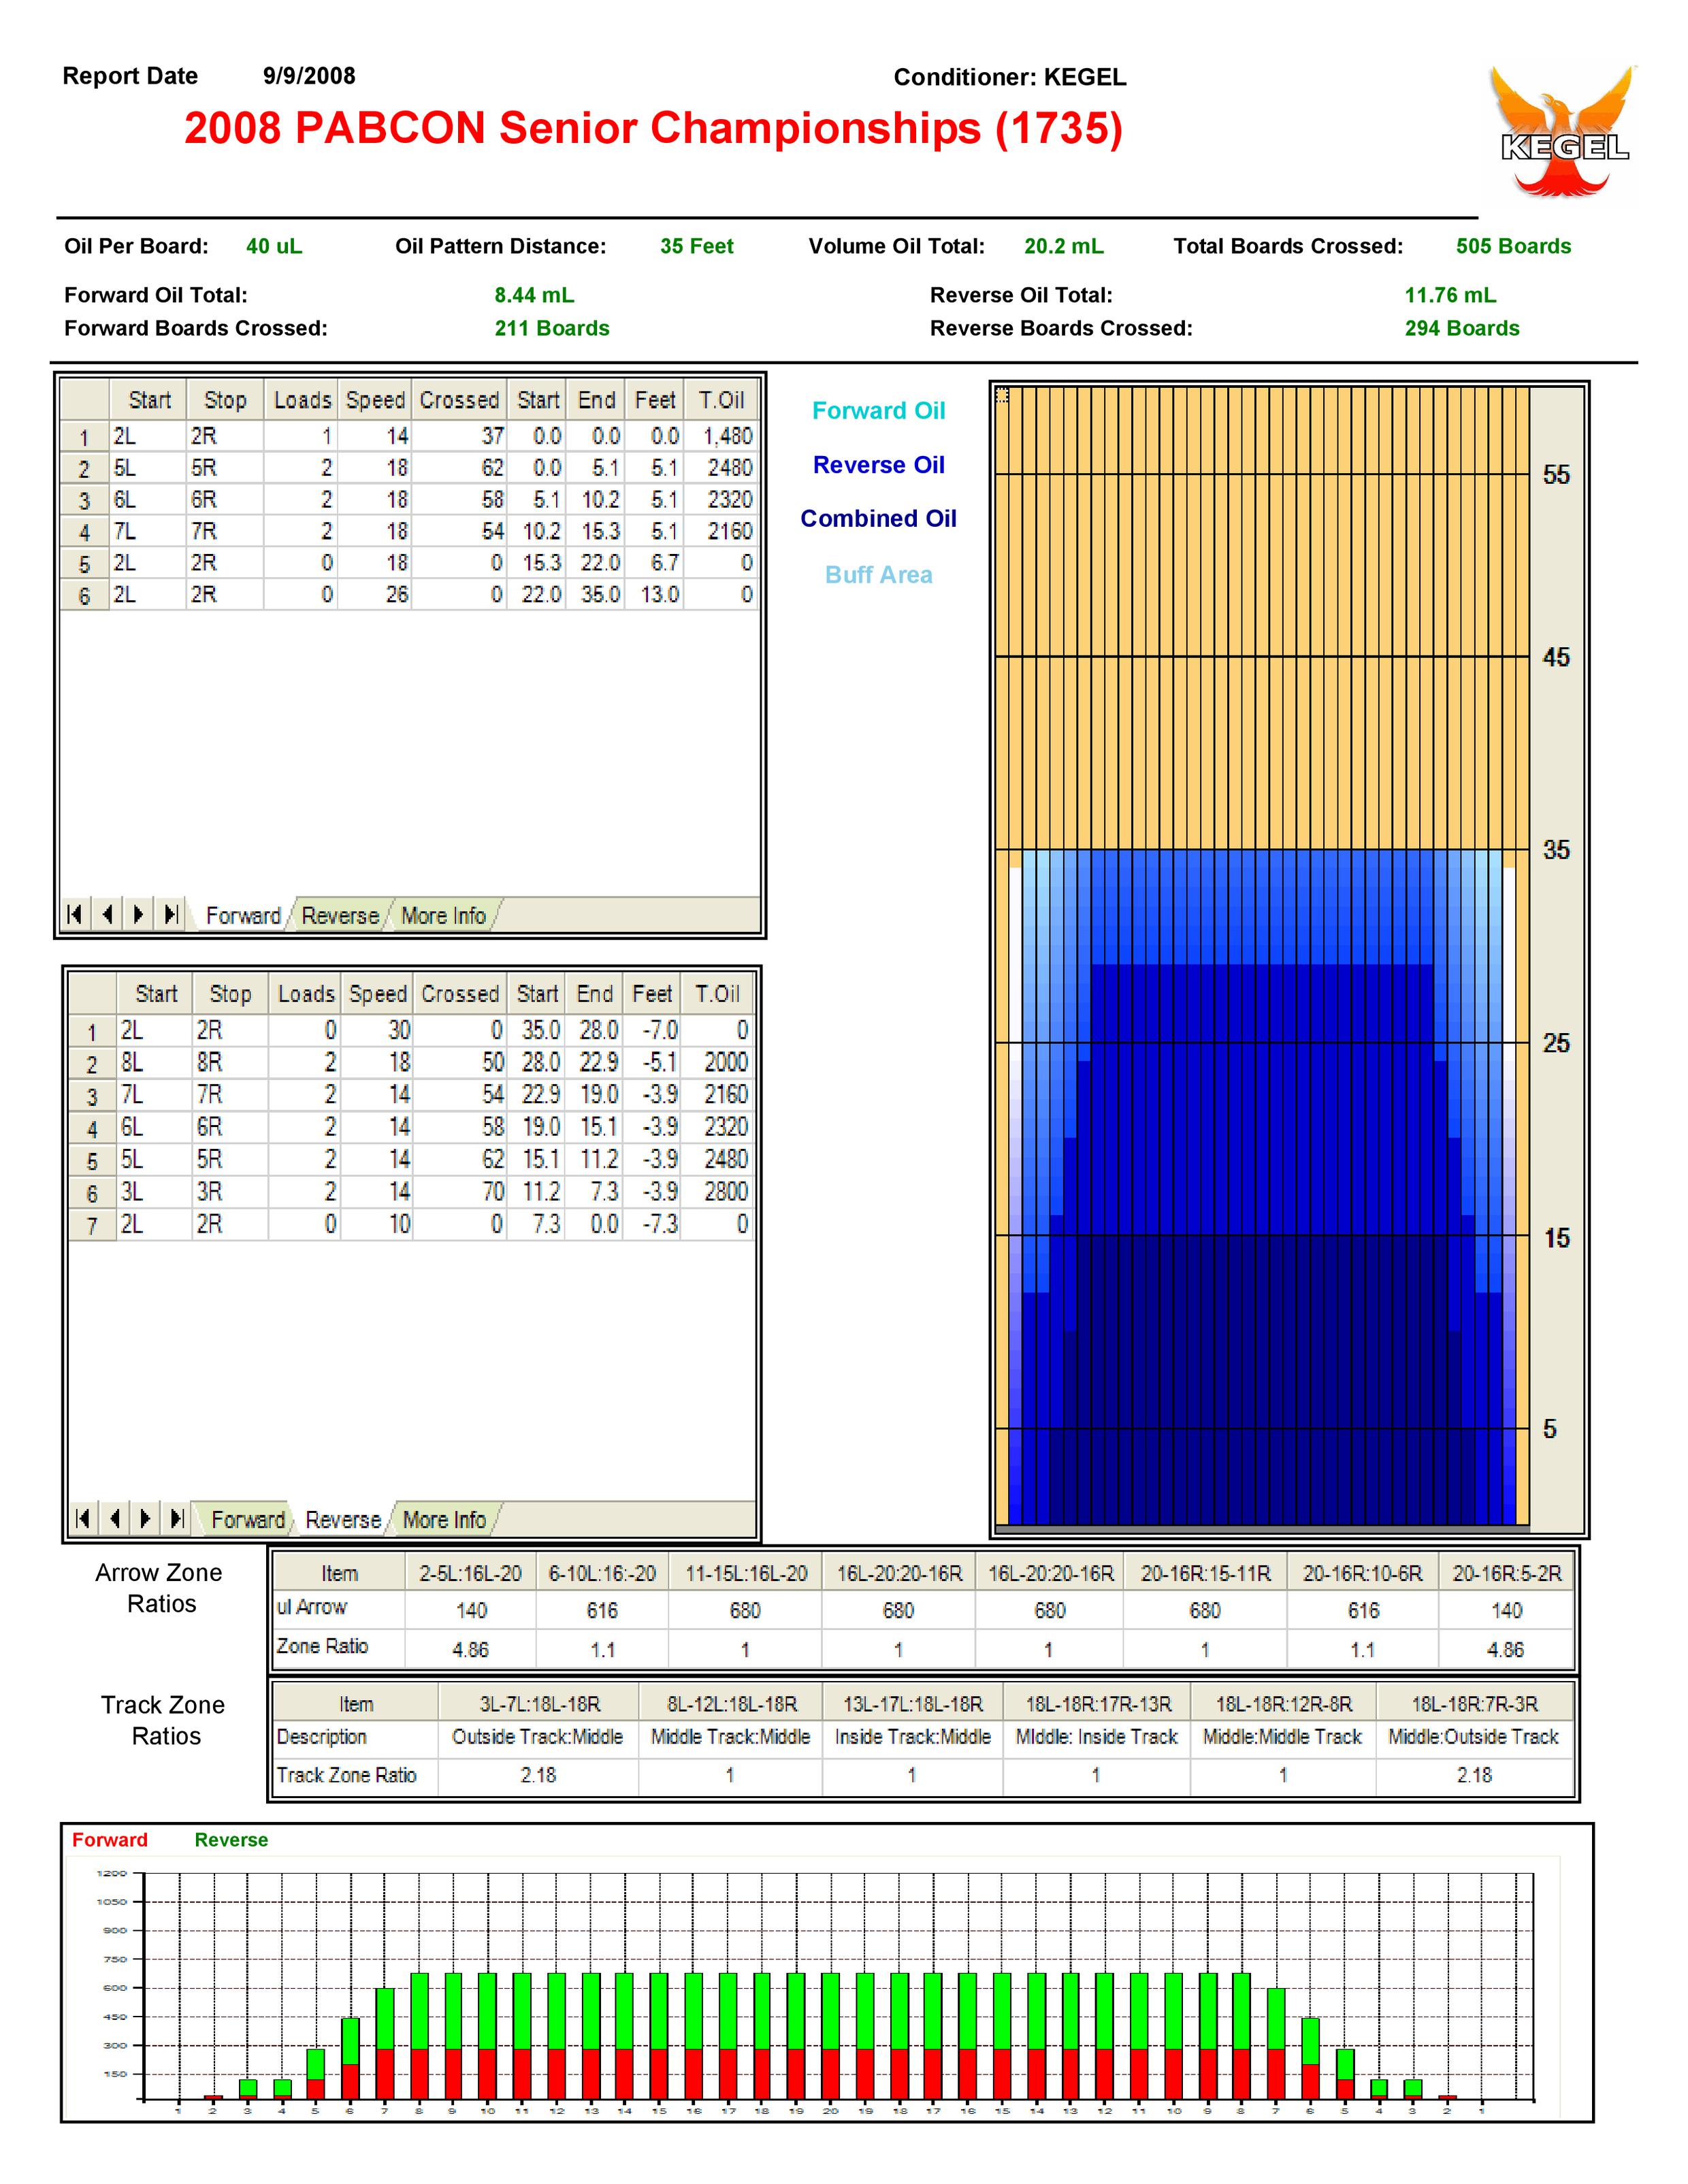 Report Date 9/9/2008 Conditioner: KEGEL
2008 PABCON Senior Championships (1735)
KEGEL
Oil Per Board: 40 uL Oil Pattern Distance: 35 Feet Volume Oil Total: 20.2 mL Total Boards Crossed: 505 Boards
Forward Oil Total: 8.44 mL Reverse Oil Total: 11.76 mL
Forward Boards Crossed: 211 Boards Reverse Boards Crossed: 294 Boards
Start Stop Loads Speed Crossed Start End Feet T.Oil
1 2L 2R 1 14 37 0.0 0.0 0.0 1,480
2 5L 5R 2 18 62 0.0 5.1 5.1 2480
3 6L 6R 2 18 58 5.1 10.2 5.1 2320
4 7L 7R 2 18 54 10.2 15.3 5.1 2160
5 2L 2R 0 18 0 15.3 22.0 6.7 0
6 2L 2R 0 26 0 22.0 35.0 13.0 0
Forward Reverse More Info
Forward Oil
Reverse Oil
Combined Oil
Buff Area
55
45
35
25
15
5
Start Stop Loads Speed Crossed Start End Feet T.Oil
1 2L 2R 0 30 0 35.0 28.0 -7.0 0
2 8L 8R 2 18 50 28.0 22.9 -5.1 2000
3 7L 7R 2 14 54 22.9 19.0 -3.9 2160
4 6L 6R 2 14 58 19.0 15.1 -3.9 2320
5 5L 5R 2 14 62 15.1 11.2 -3.9 2480
6 3L 3R 2 14 70 11.2 7.3 -3.9 2800
7 2L 2R 0 10 0 7.3 0.0 -7.3 0
Forward Reverse More Info
Arrow Zone
Ratios
Item 2-5L:16L-20 6-10L:16:-20 11-15L:16L-20 16L-20:20-16R 16L-20:20-16R 20-16R:15-11R 20-16R:10-6R 20-16R:5-2R
ul Arrow 140 616 680 680 680 680 616 140
Zone Ratio 4.86 1.1 1 1 1 1 1.1 4.86
Track Zone
Ratios
Item 3L-7L:18L-18R 8L-12L:18L-18R 13L-17L:18L-18R 18L-18R:17R-13R 18L-18R:12R-8R 18L-18R:7R-3R
Description Outside Track:Middle Middle Track:Middle Inside Track:Middle MIddle: Inside Track Middle:Middle Track Middle:Outside Track
Track Zone Ratio 2.18 1 1 1 1 2.18
Forward Reverse
1200
1050
900
750
600
450
300
150
1 2 3 4 5 6 7 8 9 10 11 12 13 14 15 16 17 18 19 20 19 18 17 16 15 14 13 12 11 10 9 8 7 6 5 4 3 2 1